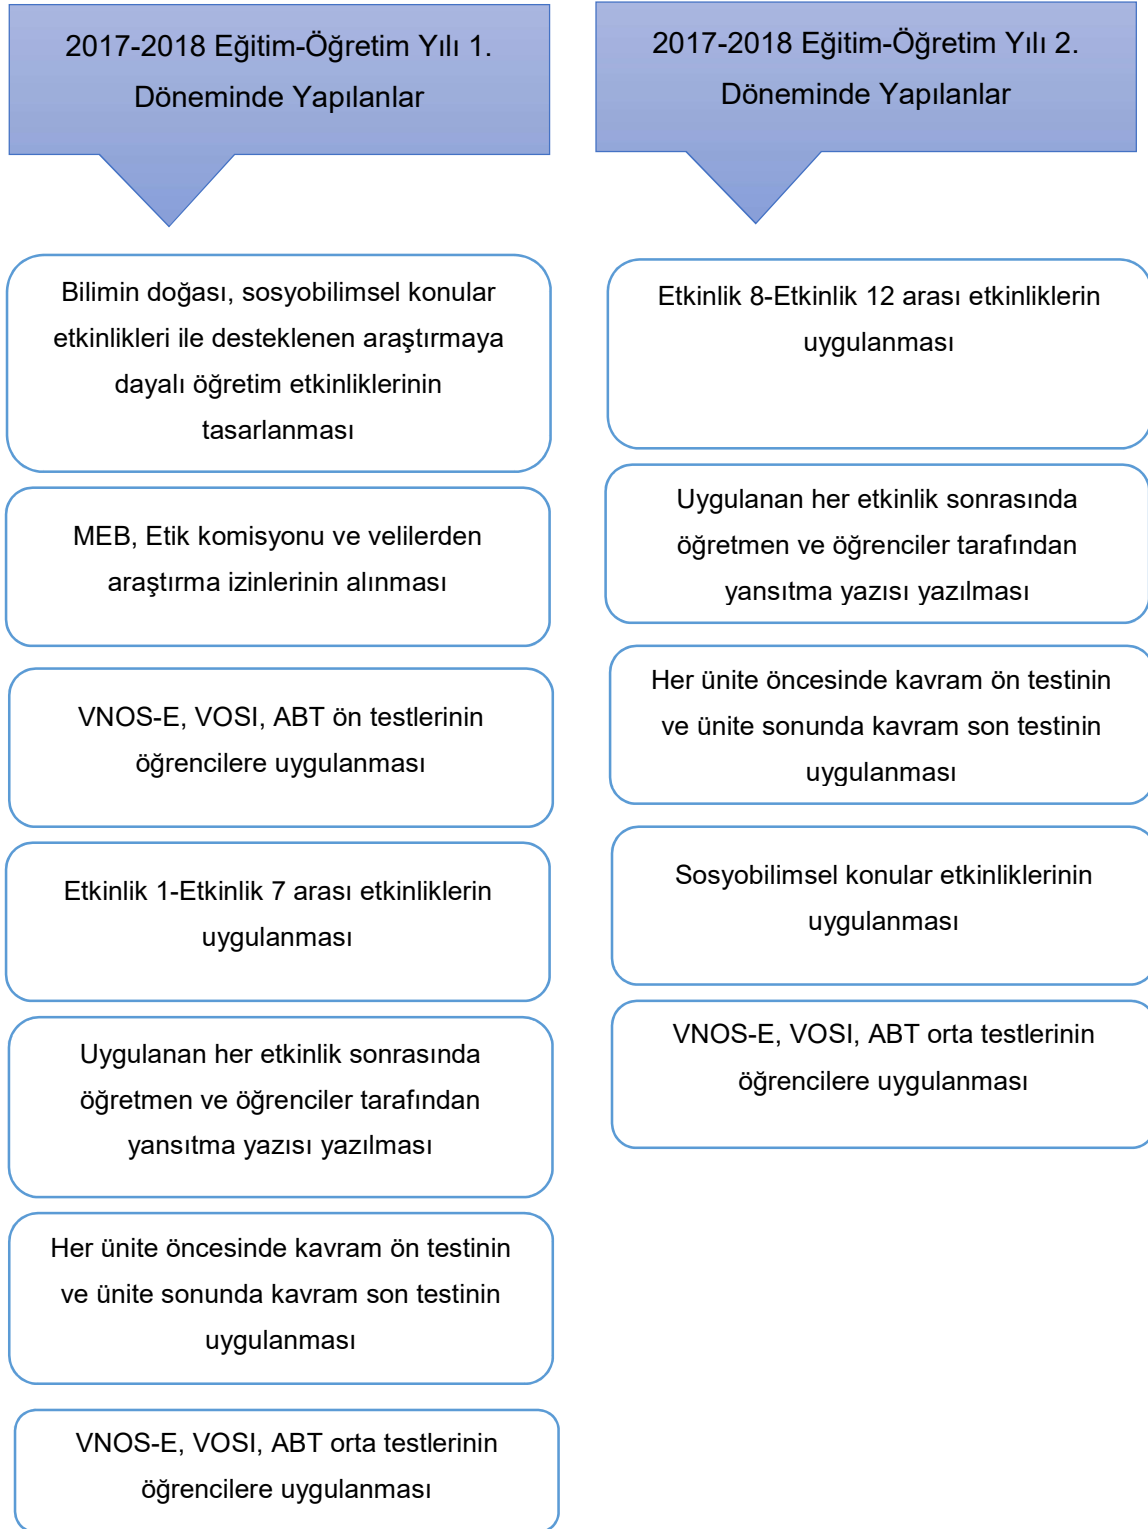 2017-2018 Eğitim-Öğretim Yılı 1.
Döneminde Yapılanlar
Bilimin doğası, sosyobilimsel konular
etkinlikleri ile desteklenen araştırmaya
dayalı öğretim etkinliklerinin
tasarlanması
MEB, Etik komisyonu ve velilerden
araştırma izinlerinin alınması
VNOS-E, VOSI, ABT ön testlerinin
öğrencilere uygulanması
Etkinlik 1-Etkinlik 7 arası etkinliklerin
uygulanması
Uygulanan her etkinlik sonrasında
öğretmen ve öğrenciler tarafından
yansıtma yazısı yazılması
Her ünite öncesinde kavram ön testinin
ve ünite sonunda kavram son testinin
uygulanması
VNOS-E, VOSI, ABT orta testlerinin
öğrencilere uygulanması
2017-2018 Eğitim-Öğretim Yılı 2.
Döneminde Yapılanlar
Etkinlik 8-Etkinlik 12 arası etkinliklerin
uygulanması
Uygulanan her etkinlik sonrasında
öğretmen ve öğrenciler tarafından
yansıtma yazısı yazılması
Her ünite öncesinde kavram ön testinin
ve ünite sonunda kavram son testinin
uygulanması
Sosyobilimsel konular etkinliklerinin
uygulanması
VNOS-E, VOSI, ABT orta testlerinin
öğrencilere uygulanması